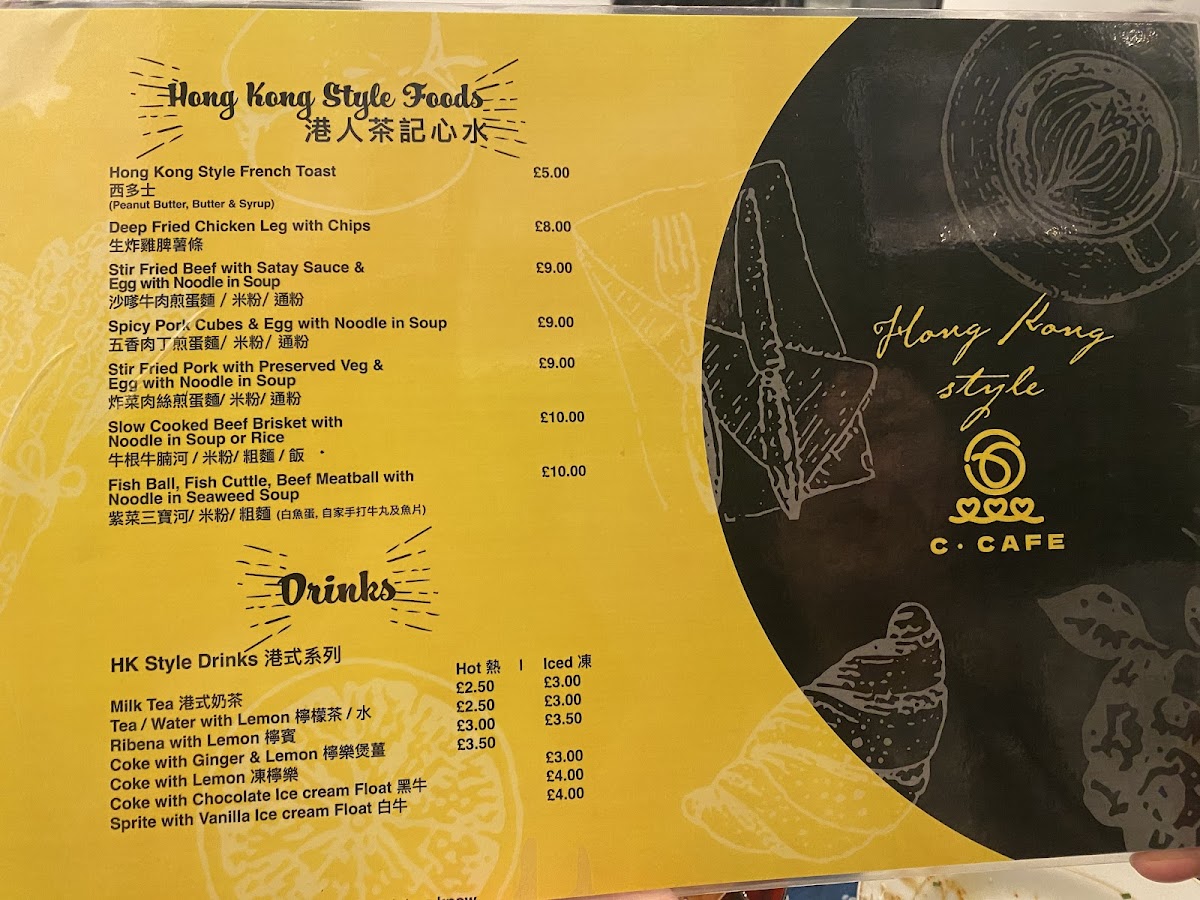 Hong Kong Style Foods
港人茶記心水
Hong Kong Style French Toast £5.00
西多士
(Peanut Butter, Butter & Syrup)
Deep Fried Chicken Leg with Chips £8.00
生炸雞脾薯條
Stir Fried Beef with Satay Sauce & £9.00
Egg with Noodle in Soup
沙嗲牛肉煎蛋麵 / 米粉/ 通粉
Spicy Pork Cubes & Egg with Noodle in Soup £9.00
五香肉丁煎蛋麵/ 米粉/ 通粉
Stir Fried Pork with Preserved Veg & £9.00
Egg with Noodle in Soup
炸菜肉絲煎蛋麵/ 米粉/ 通粉
Slow Cooked Beef Brisket with £10.00
Noodle in Soup or Rice
牛根牛腩河 / 米粉/ 粗麵 / 飯
Fish Ball, Fish Cuttle, Beef Meatball with £10.00
Noodle in Seaweed Soup
紫菜三寶河/ 米粉/ 粗麵 (白魚蛋, 自家手打牛丸及魚片)
Drinks
HK Style Drinks 港式系列
Hot 熱 | Iced 凍
Milk Tea 港式奶茶 £2.50 £3.00
Tea / Water with Lemon 檸檬茶 / 水 £2.50 £3.00
Ribena with Lemon 檸賓 £3.00 £3.50
Coke with Ginger & Lemon 檸樂煲薑 £3.50
Coke with Lemon 凍檸樂 £3.00
Coke with Chocolate Ice cream Float 黑牛 £4.00
Sprite with Vanilla Ice cream Float 白牛 £4.00
Hong Kong
style
C · CAFE